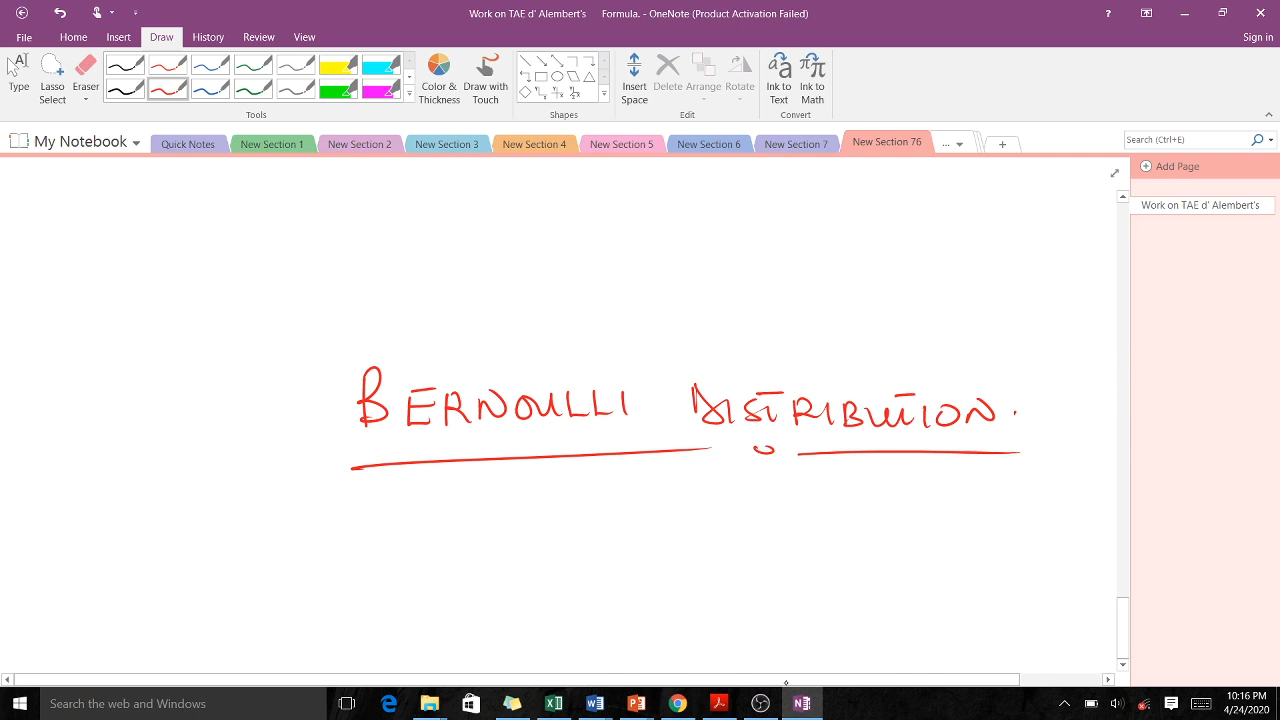 Work on TAE d' Alembert's Formula. - OneNote (Product Activation Failed)
File Home Insert Draw History Review View Sign in
Type Lasso Select Eraser Color & Thickness Draw with Touch Insert Space Delete Arrange Rotate Ink to Text Ink to Math
Tools Shapes Edit Convert
My Notebook Quick Notes New Section 1 New Section 2 New Section 3 New Section 4 New Section 5 New Section 6 New Section 7 New Section 76 ... Search (Ctrl+E)
Add Page
Work on TAE d' Alembert's
BERNOULLI DISTRIBUTION.
Search the web and Windows
10:16 PM
4/24/2020